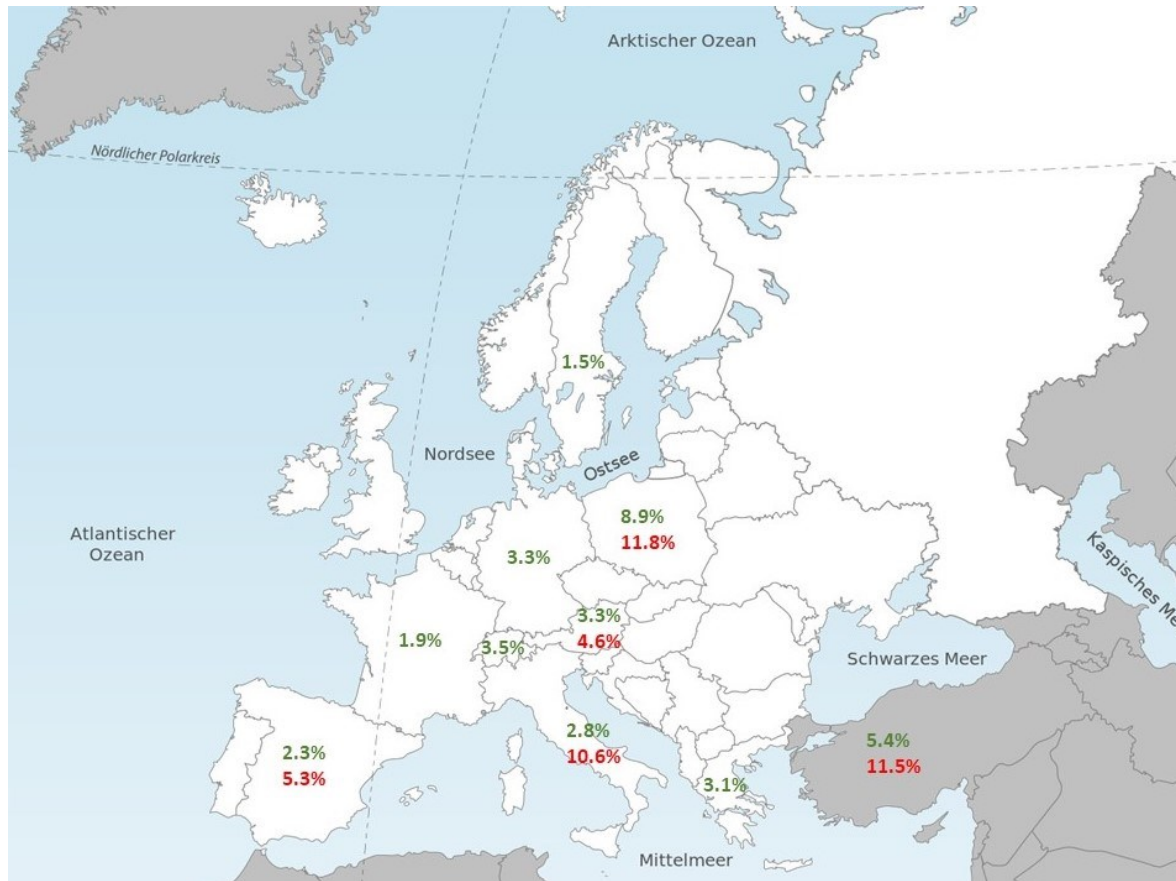 Arktischer Ozean
Nördlicher Polarkreis
1.5%
Nordsee
Ostsee
Atlantischer
Ozean
8.9%
11.8%
3.3%
Kaspisches Me
3.3%
4.6%
1.9%
3.5%
Schwarzes Meer
2.3%
5.3%
2.8%
10.6%
5.4%
11.5%
3.1%
Mittelmeer